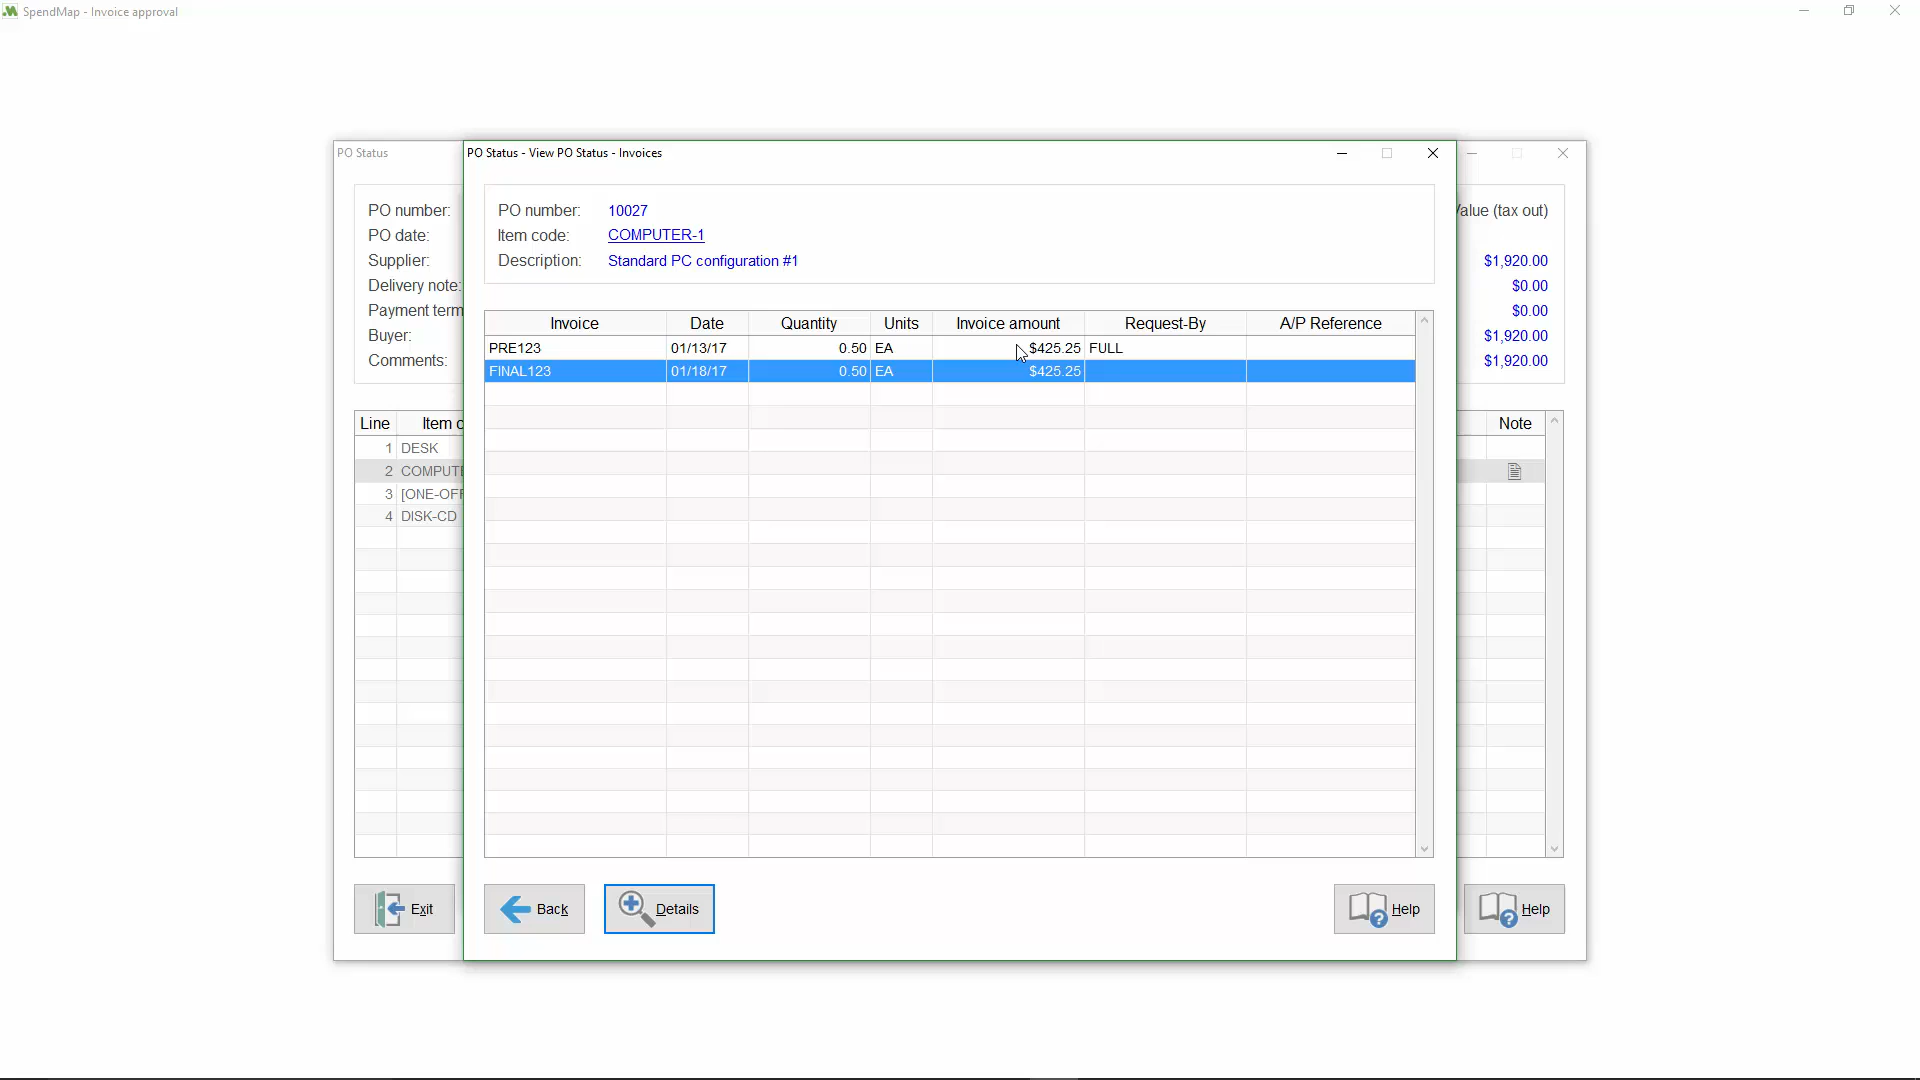 SpendMap - Invoice approval
PO Status
PO number:
PO date:
Supplier:
Delivery note:
Payment term
Buyer:
Comments:
Line Item c
1 DESK
2 COMPUTE
3 [ONE-OFF
4 DISK-CD
Exit
PO Status - View PO Status - Invoices
PO number: 10027
Item code: COMPUTER-1
Description: Standard PC configuration #1
Invoice Date Quantity Units Invoice amount Request-By A/P Reference
PRE123 01/13/17 0.50 EA $425.25 FULL
FINAL123 01/18/17 0.50 EA $425.25
Back Details Help
Value (tax out)
$1,920.00
$0.00
$0.00
$1,920.00
$1,920.00
Note
Help